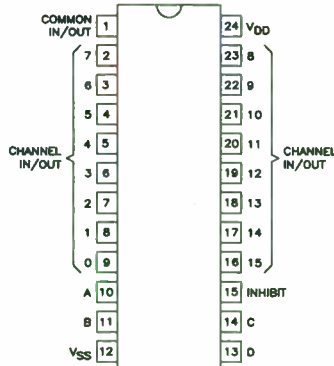 COMMON
IN/OUT 1 24 VDD
7 2 23 8
6 3 22 9
5 4 21 10
CHANNEL
IN/OUT
4 5 20 11
CHANNEL
IN/OUT
3 6 19 12
2 7 18 13
1 8 17 14
0 9 16 15
A 10 15 INHIBIT
B 11 14 C
VSS 12 13 D